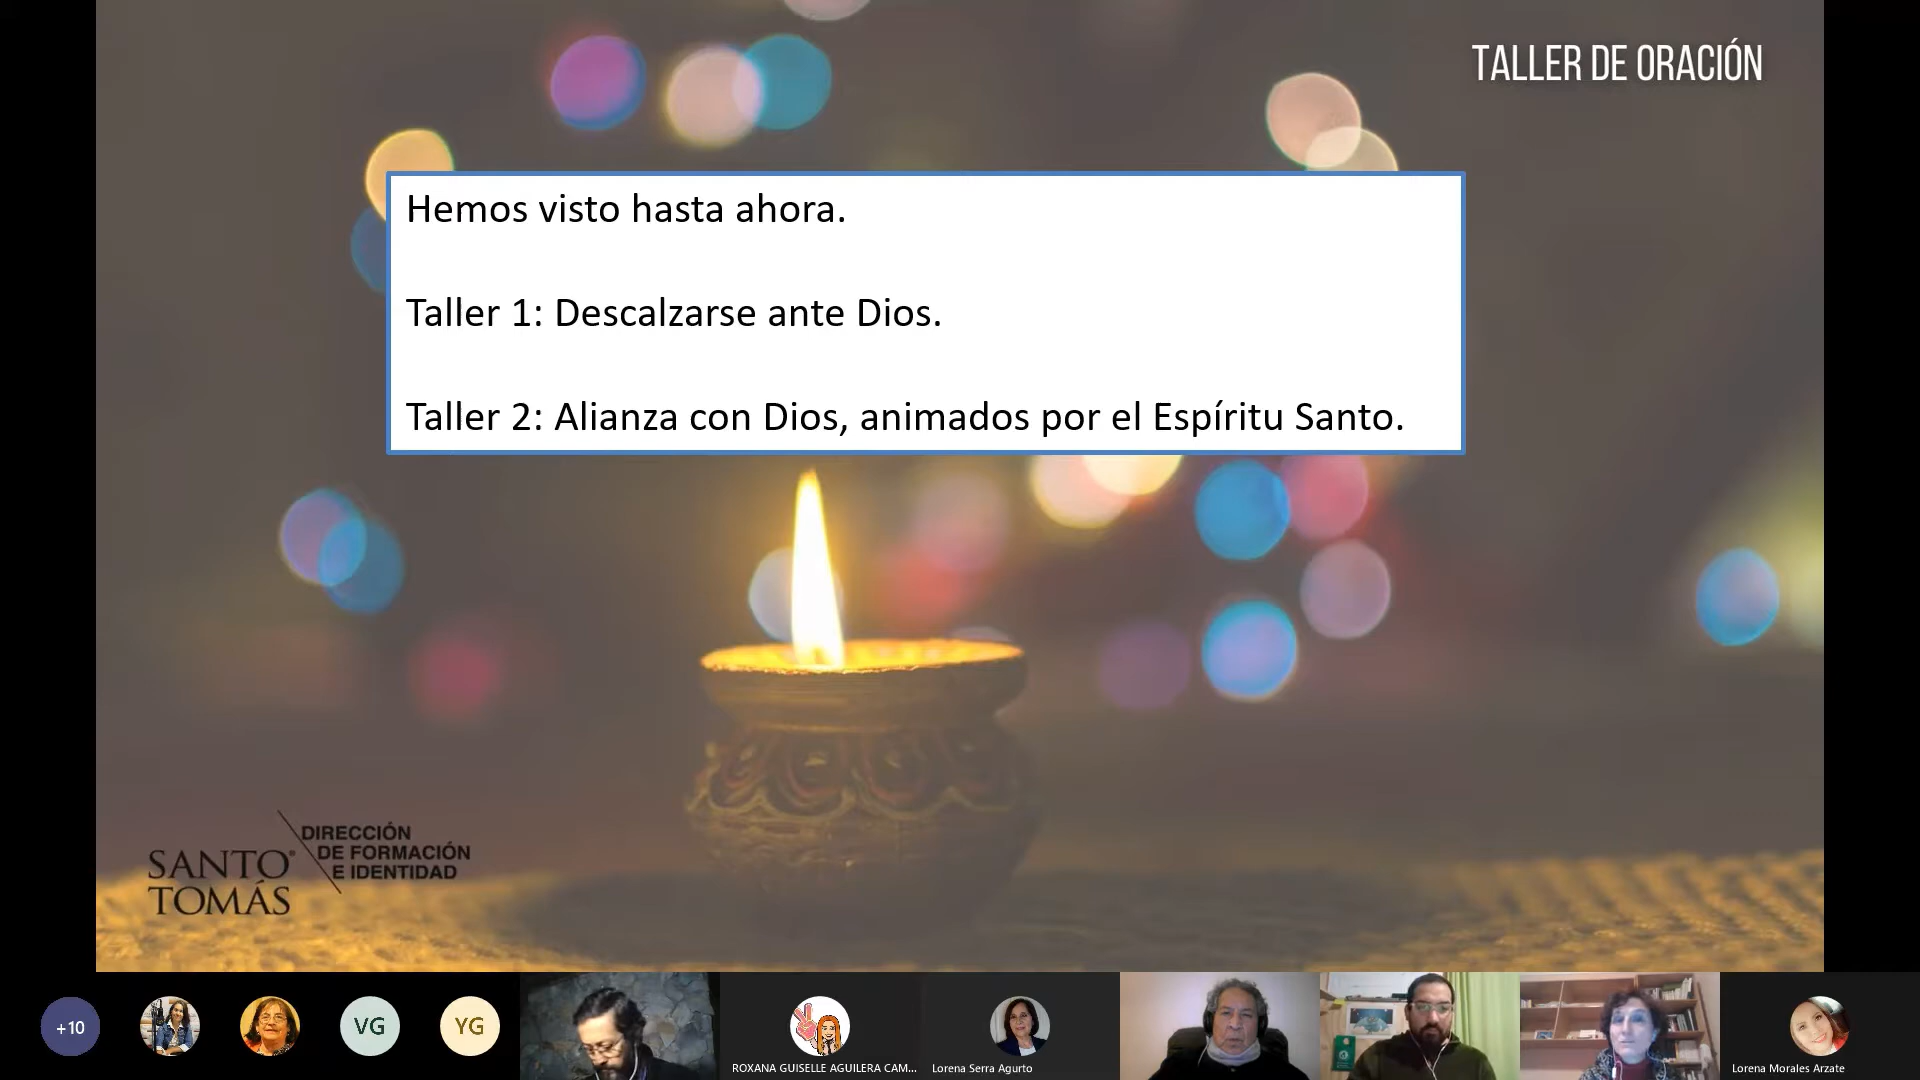 TALLER DE ORACIÓN
Hemos visto hasta ahora.
Taller 1: Descalzarse ante Dios.
Taller 2: Alianza con Dios, animados por el Espíritu Santo.
SANTO
TOMÁS
DIRECCIÓN
DE FORMACIÓN
E IDENTIDAD
+10
VG
YG
ROXANA GUISELLE AGUILERA CAM...
Lorena Serra Agurto
Lorena Morales Arzate